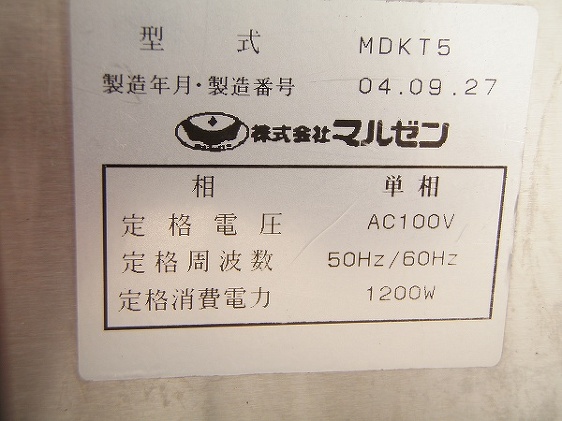 型 式 MDKT5
製造年月・製造番号 04.09.27
株式会社 マルゼン
相 単相
定格電圧 AC100V
定格周波数 50Hz/60Hz
定格消費電力 1200W